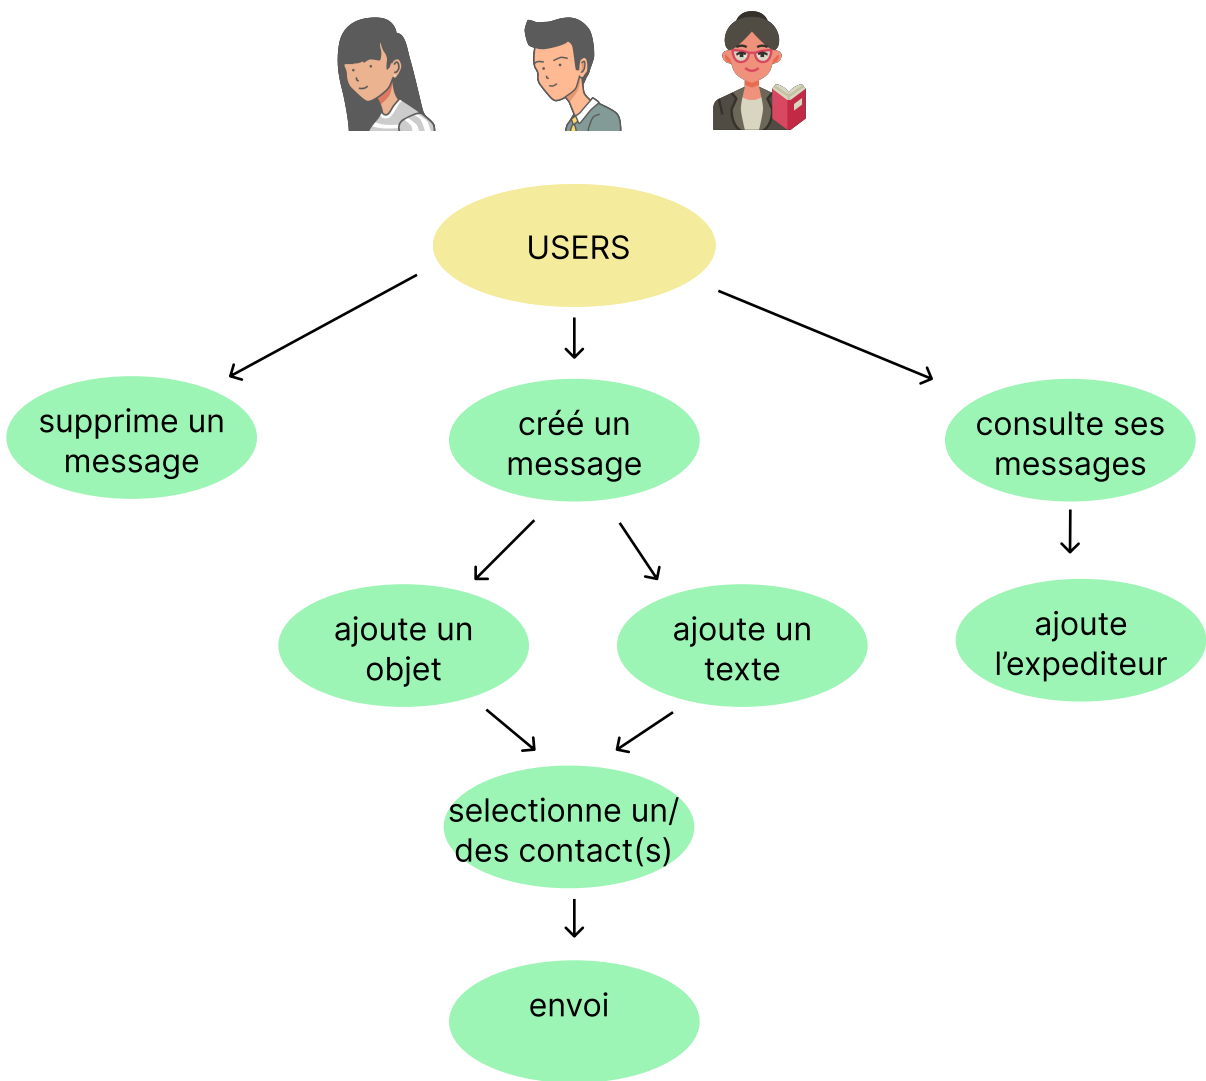 USERS
supprime un
message
créé un
message
consulte ses
messages
ajoute un
objet
ajoute un
texte
ajoute
l’expediteur
selectionne un/
des contact(s)
envoi